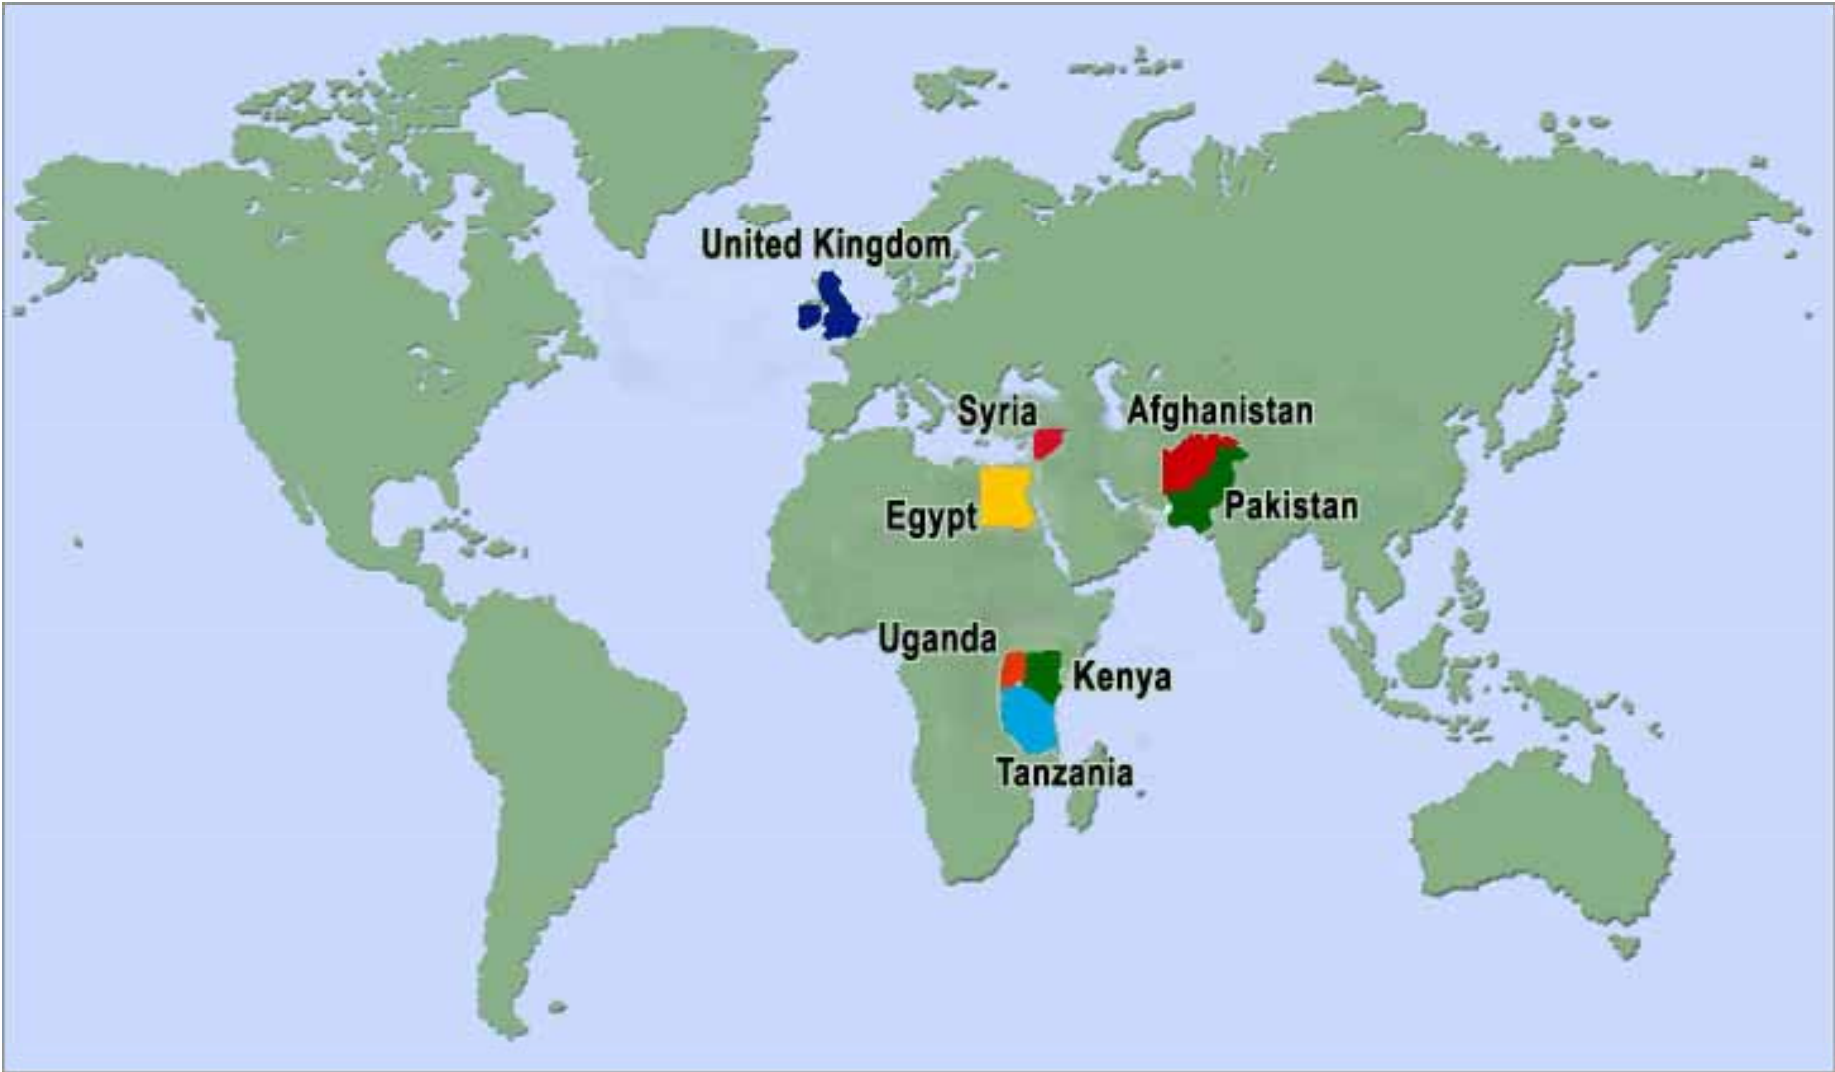 United Kingdom
Syria
Afghanistan
Egypt
Pakistan
Uganda
Kenya
Tanzania